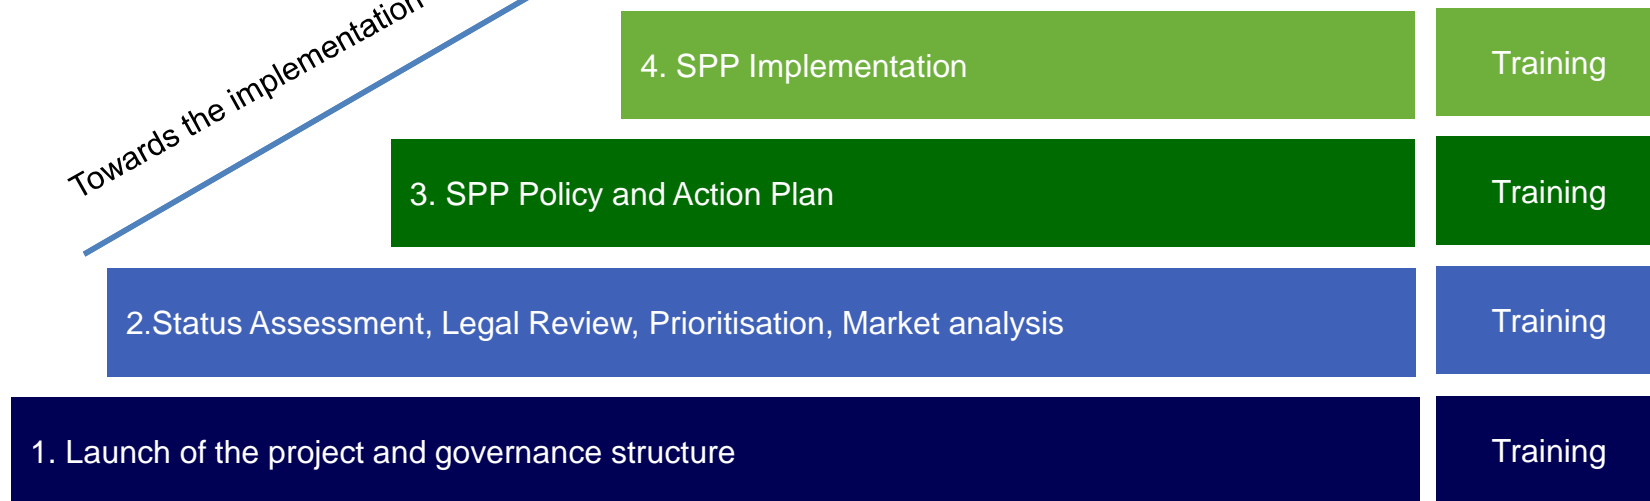 Towards the implementation
4. SPP Implementation
Training
3. SPP Policy and Action Plan
Training
2.Status Assessment, Legal Review, Prioritisation, Market analysis
Training
1. Launch of the project and governance structure
Training